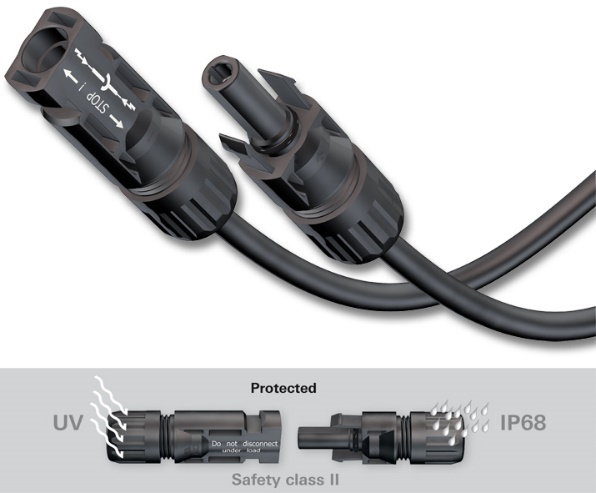 STOP !
Protected
UV
IP68
Do not disconnect
under load
Safety class II